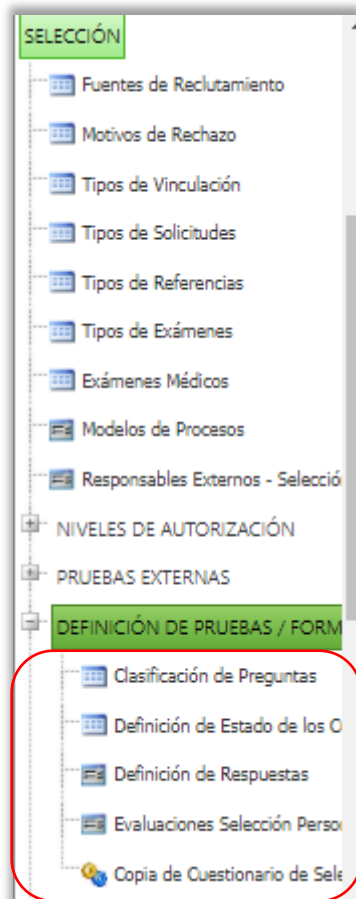 SELECCIÓN
Fuentes de Reclutamiento
Motivos de Rechazo
Tipos de Vinculación
Tipos de Solicitudes
Tipos de Referencias
Tipos de Exámenes
Exámenes Médicos
Modelos de Procesos
Responsables Externos - Selecció
NIVELES DE AUTORIZACIÓN
PRUEBAS EXTERNAS
DEFINICIÓN DE PRUEBAS / FORM
Clasificación de Preguntas
Definición de Estado de los C
Definición de Respuestas
Evaluaciones Selección Perso
Copia de Cuestionario de Sele